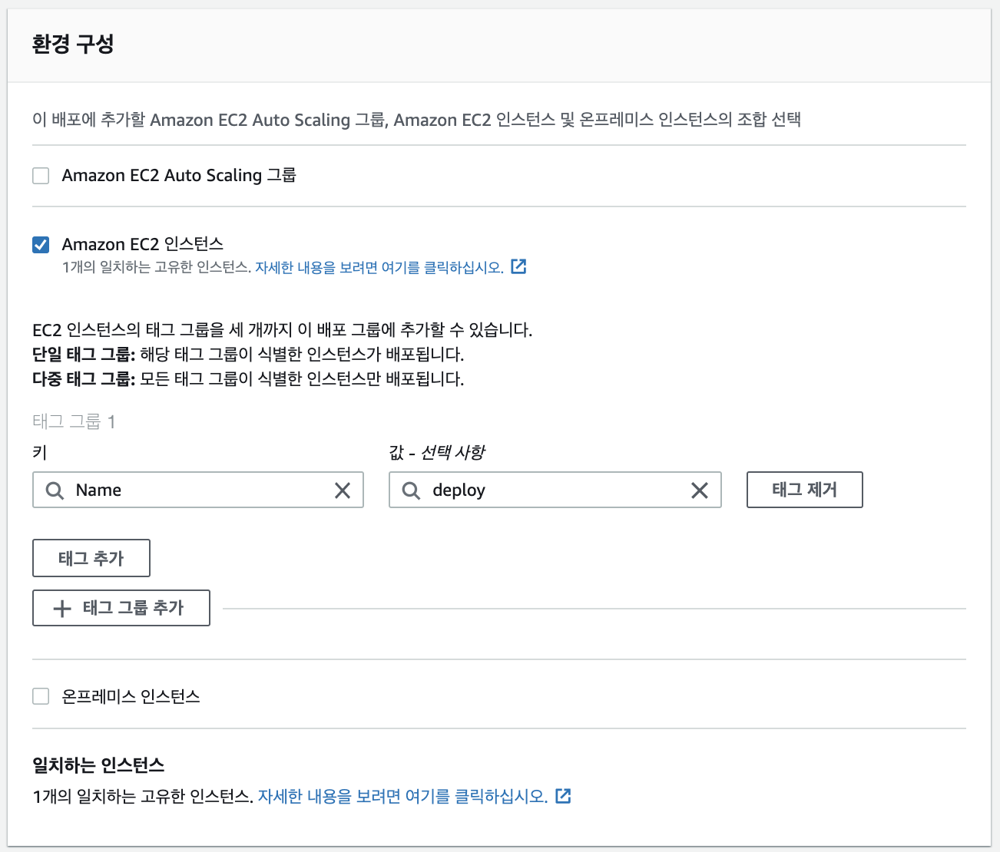 환경 구성
이 배포에 추가할 Amazon EC2 Auto Scaling 그룹, Amazon EC2 인스턴스 및 온프레미스 인스턴스의 조합 선택
Amazon EC2 Auto Scaling 그룹
Amazon EC2 인스턴스
1개의 일치하는 고유한 인스턴스. 자세한 내용을 보려면 여기를 클릭하십시오.
EC2 인스턴스의 태그 그룹을 세 개까지 이 배포 그룹에 추가할 수 있습니다.
단일 태그 그룹: 해당 태그 그룹이 식별한 인스턴스가 배포됩니다.
다중 태그 그룹: 모든 태그 그룹이 식별한 인스턴스만 배포됩니다.
태그 그룹 1
키 값 - 선택 사항
Name deploy 태그 제거
태그 추가
태그 그룹 추가
온프레미스 인스턴스
일치하는 인스턴스
1개의 일치하는 고유한 인스턴스. 자세한 내용을 보려면 여기를 클릭하십시오.